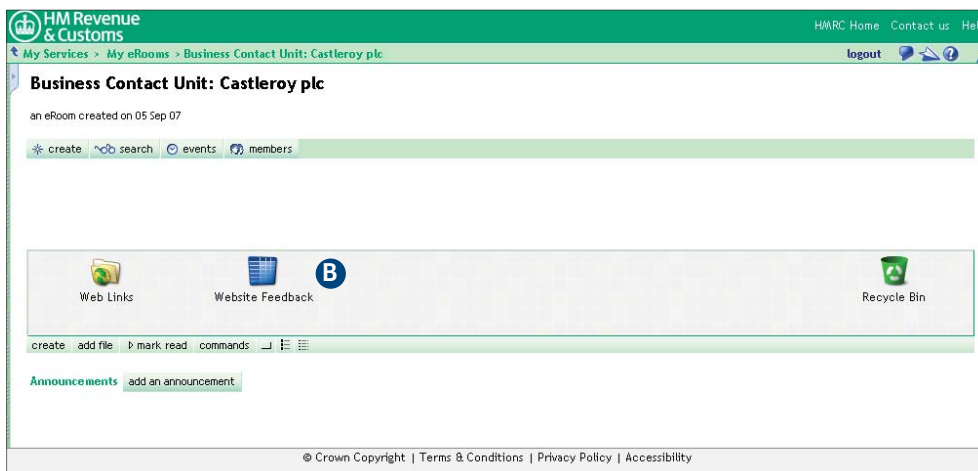 HM Revenue
& Customs
HMRC Home Contact us Hel
My Services > My eRooms > Business Contact Unit: Castleroy plc
logout
Business Contact Unit: Castleroy plc
an eRoom created on 05 Sep 07
create search events members
B
Web Links Website Feedback Recycle Bin
create add file mark read commands
Announcements add an announcement
© Crown Copyright | Terms & Conditions | Privacy Policy | Accessibility